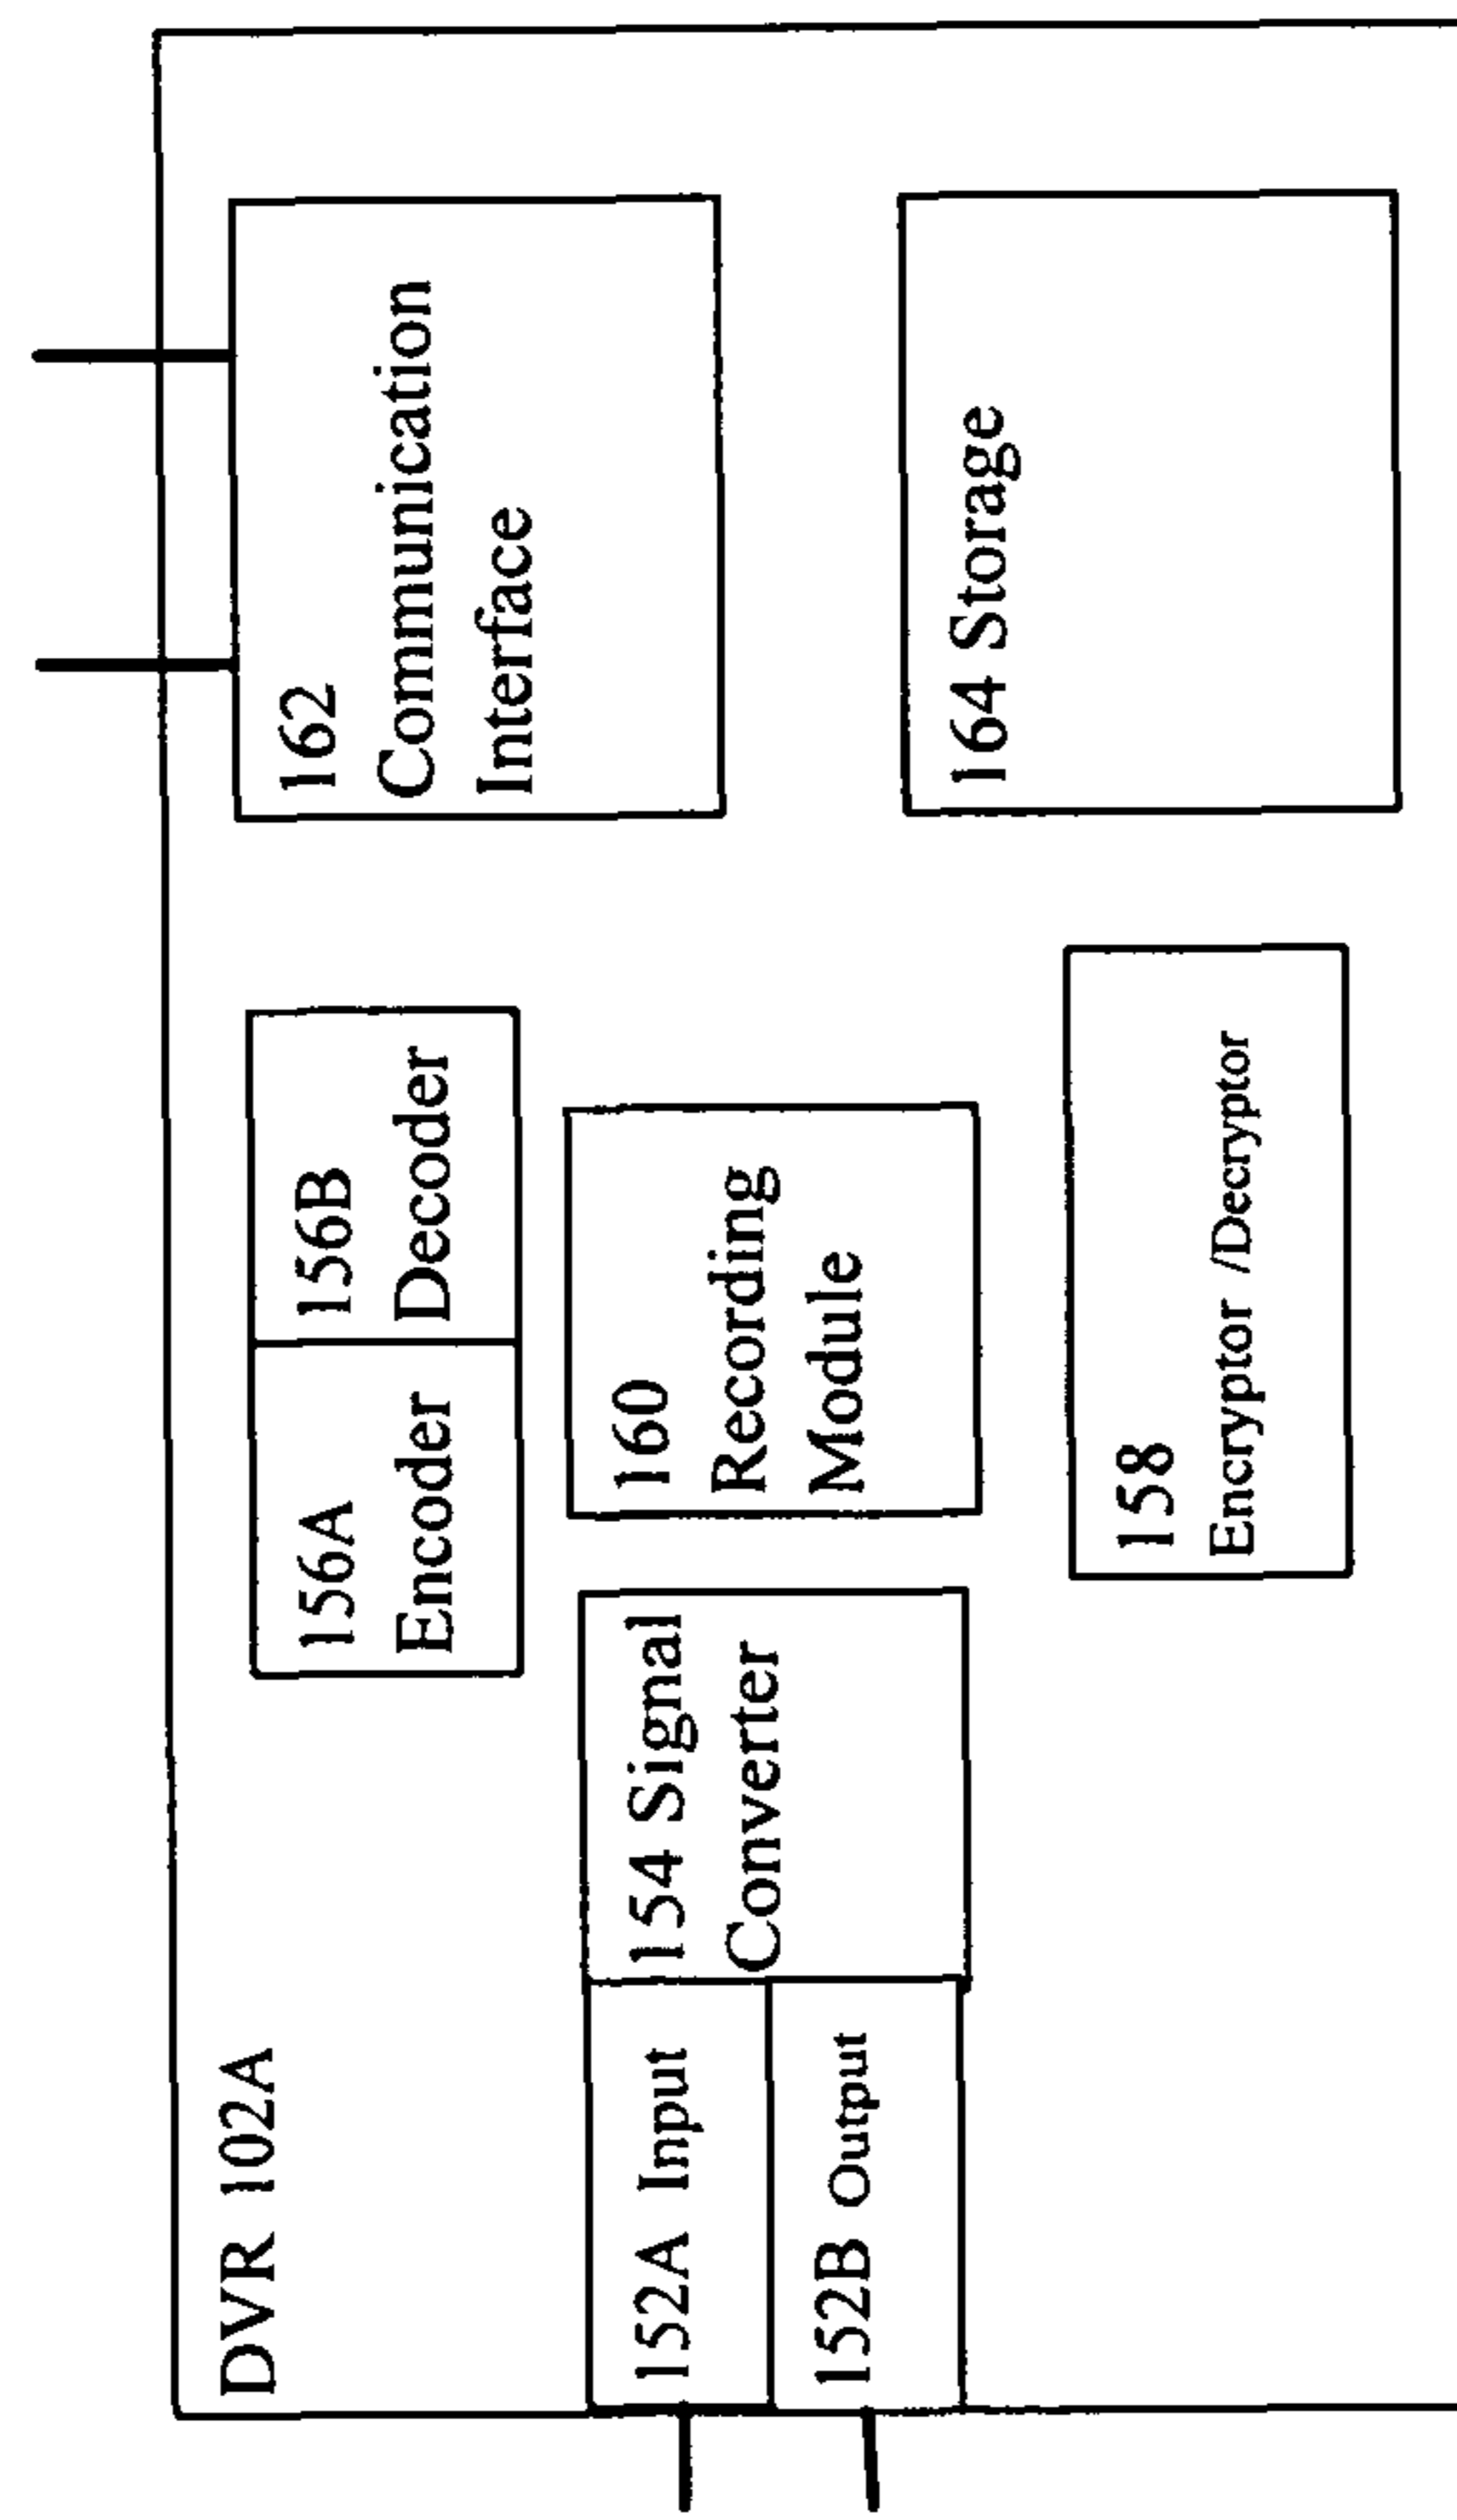 DVR 102A
156A
Encoder
156B
Decoder
162
Communication
Interface
152A Input
152B Output
154 Signal
Converter
160
Recording
Module
164 Storage
158
Encryptor /Decryptor